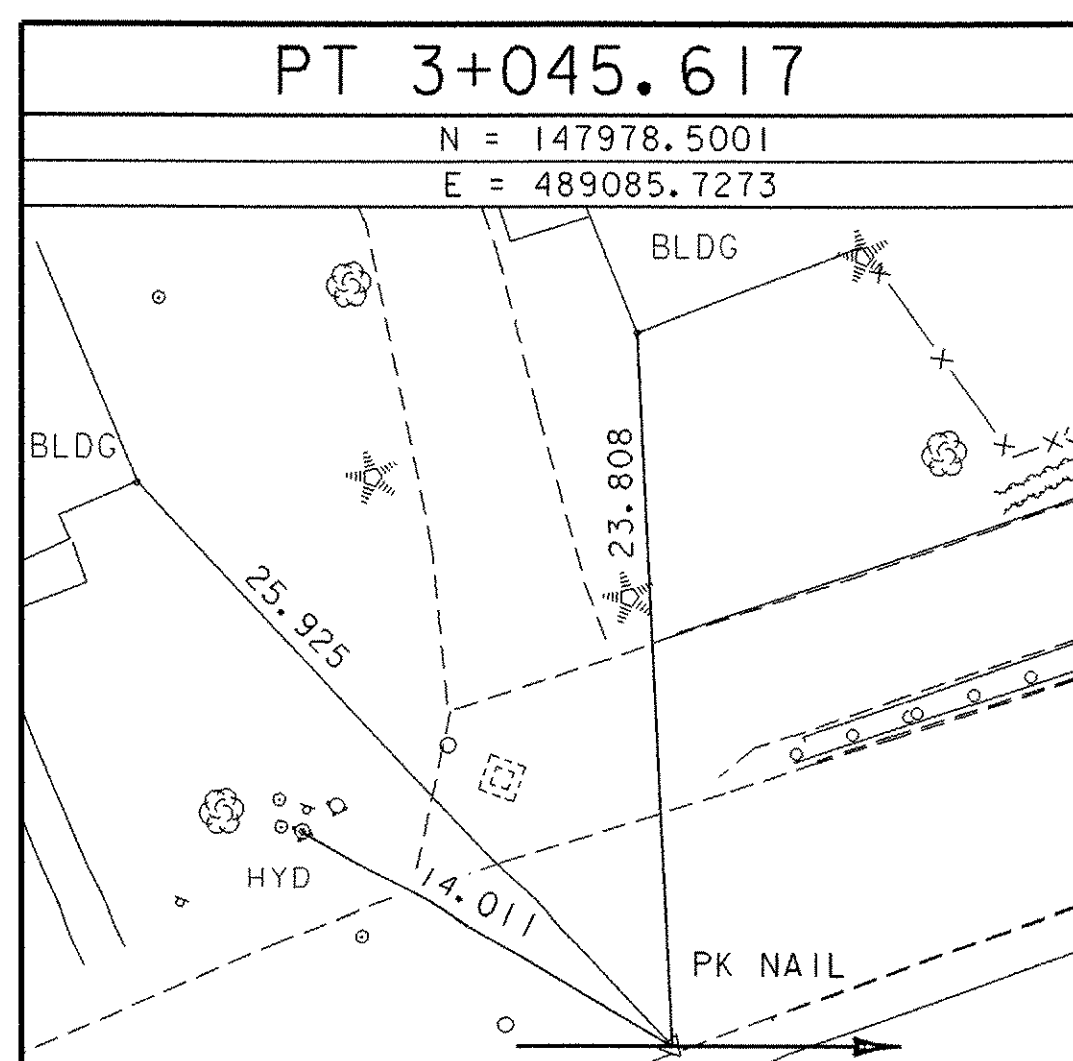 PT 3+045.617
N = 147978.5001
E = 489085.7273
BLDG
BLDG
23.808
25.925
HYD
14.011
PK NAIL